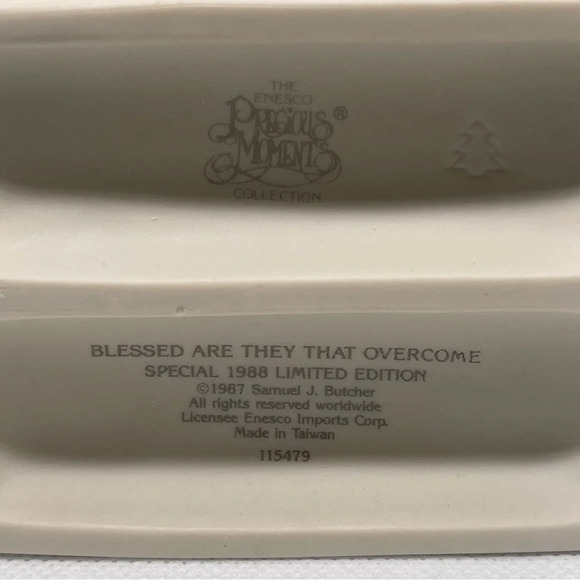 THE
ENESCO
PRECIOUS®
MOMENTS
COLLECTION
BLESSED ARE THEY THAT OVERCOME
SPECIAL 1988 LIMITED EDITION
©1987 Samuel J. Butcher
All rights reserved worldwide
Licensee Enesco Imports Corp.
Made in Taiwan
115479